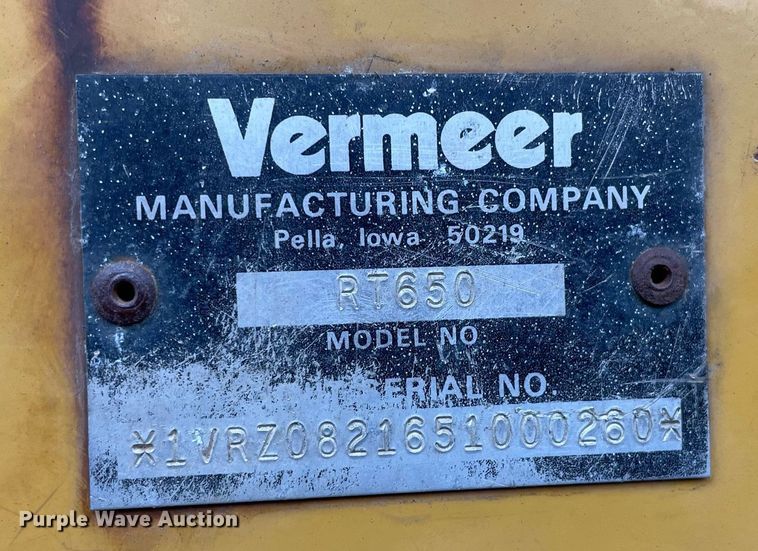 Vermeer
MANUFACTURING COMPANY
Pella, Iowa 50219
RT650
MODEL NO
SERIAL NO.
*1VRZ0821651000260*
Purple Wave Auction